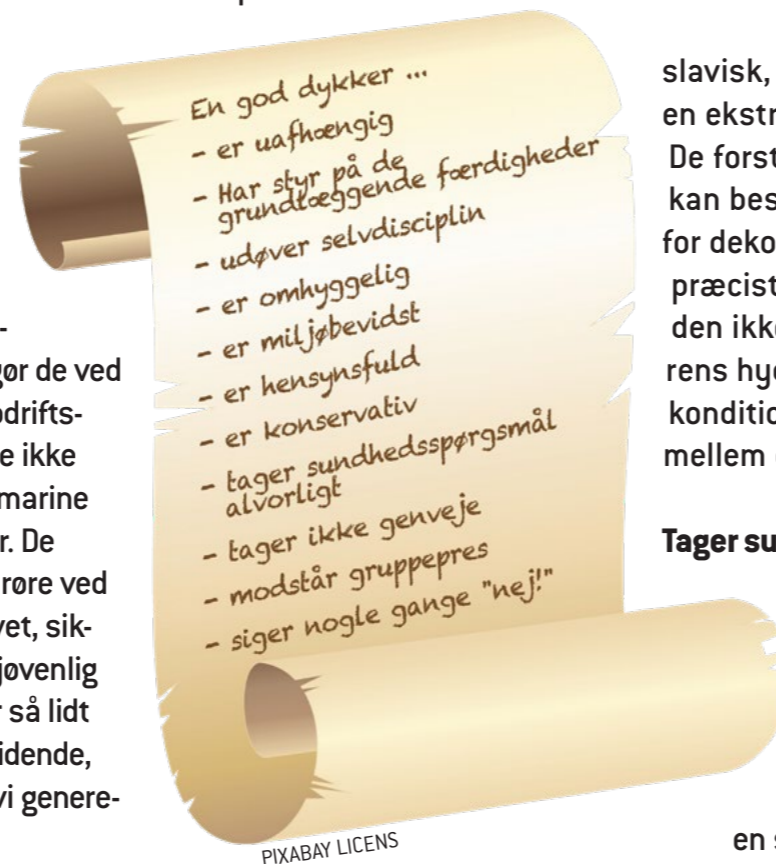 En god dykker ...
- er uafhængig
- Har styr på de
grundlæggende færdigheder
- udøver selvdisciplin
- er omhyggelig
- er miljøbevidst
- er hensynsfuld
- er konservativ
- tager sundhedsspørgsmål
alvorligt
- tager ikke genveje
- modstår gruppepres
- siger nogle gange "nej!"
PIXABAY LICENS
-
gør de ved
drifts-
e ikke
marine
r. De
røre ved
vet, sik-
jøvenlig
så lidt
idende,
vi genere-
slavisk,
en ekstr
De forst
kan bes
for deko
præcist
den ikke
rens hyd
konditio
mellem
Tager su
en s